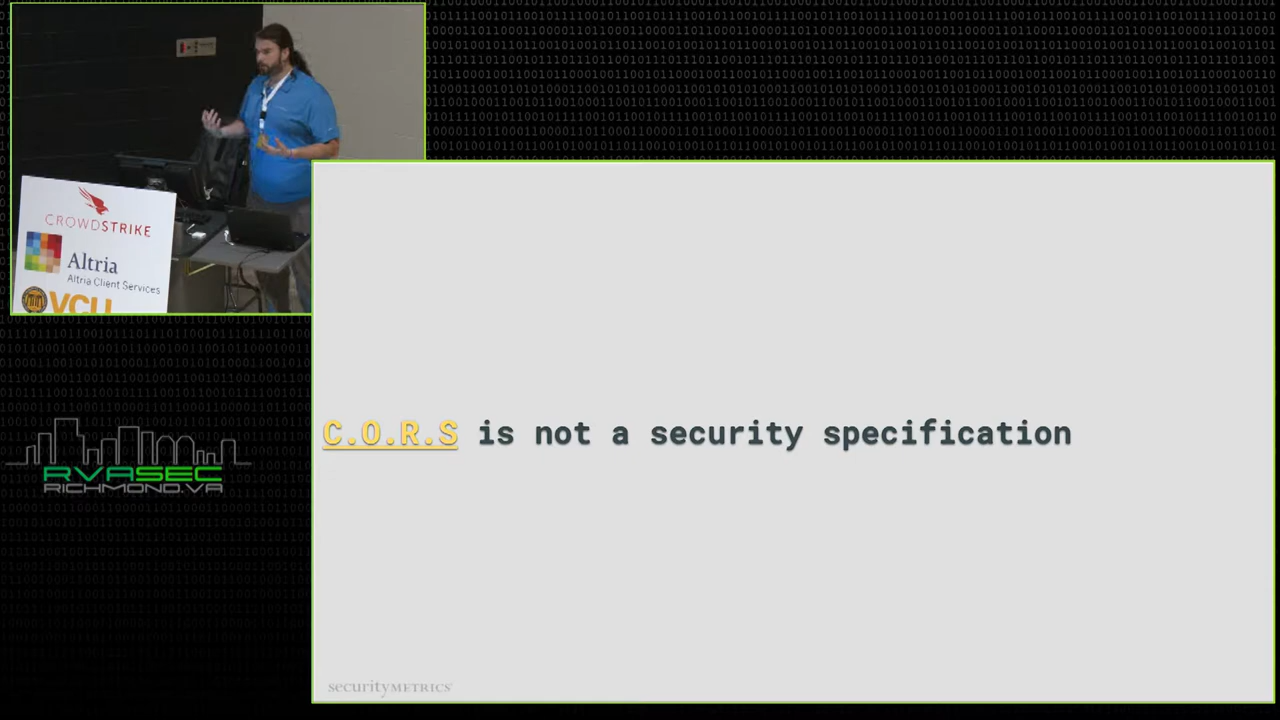 CROWDSTRIKE
Altria
Altria Client Services
VCU
RVASEC
RICHMOND.VA
C.O.R.S is not a security specification
securityMETRICS